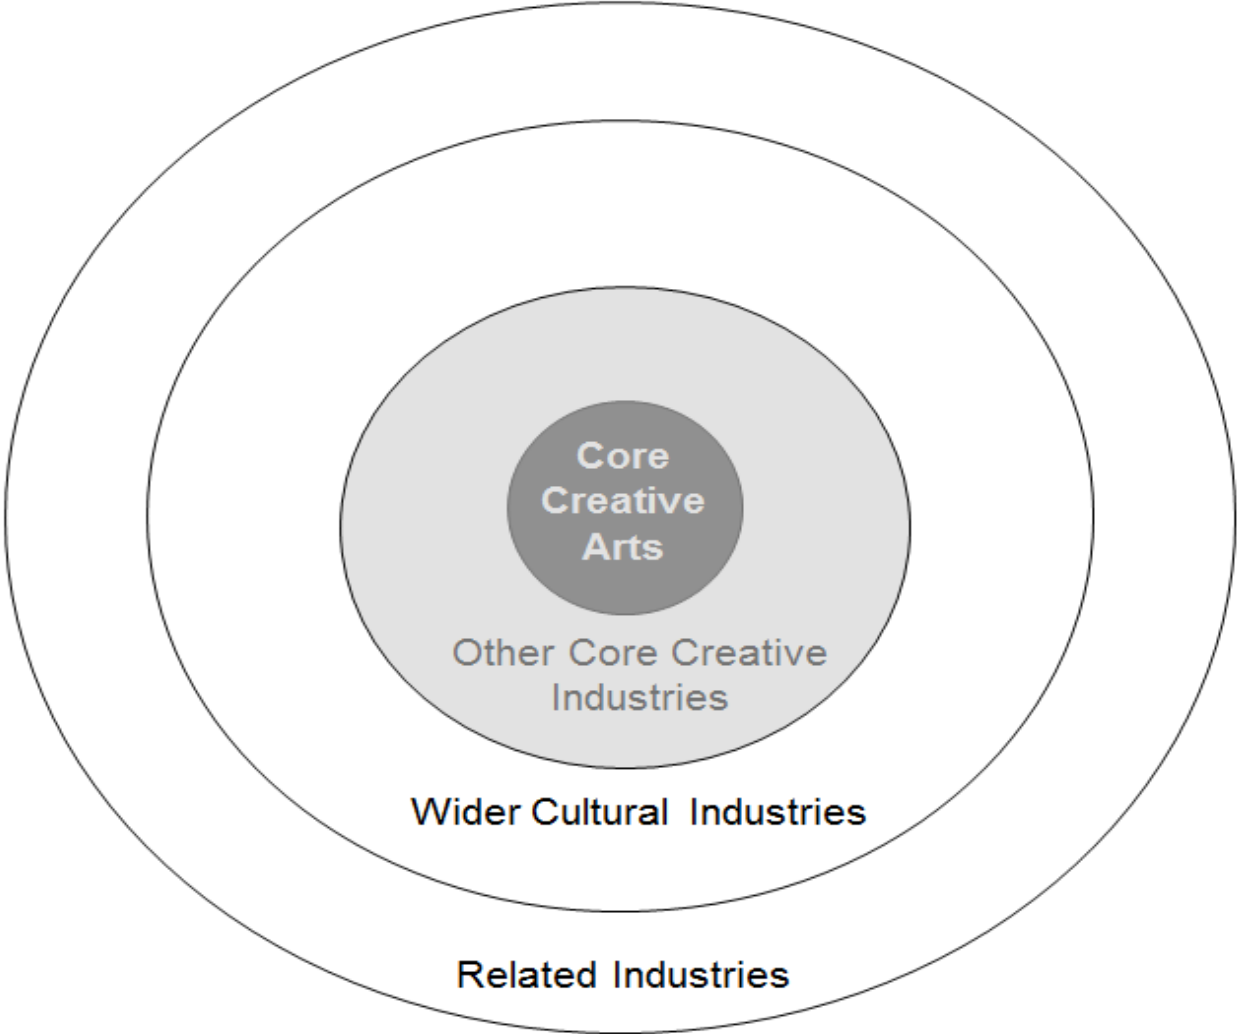 Core
Creative
Arts
Other Core Creative
Industries
Wider Cultural Industries
Related Industries